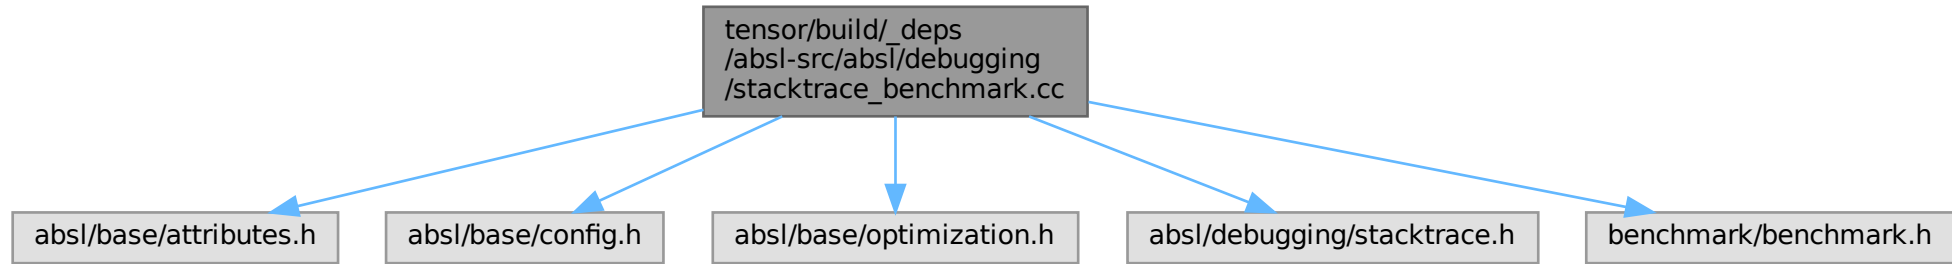 tensor/build/_deps
/absl-src/absl/debugging
/stacktrace_benchmark.cc
absl/base/attributes.h
absl/base/config.h
absl/base/optimization.h
absl/debugging/stacktrace.h
benchmark/benchmark.h